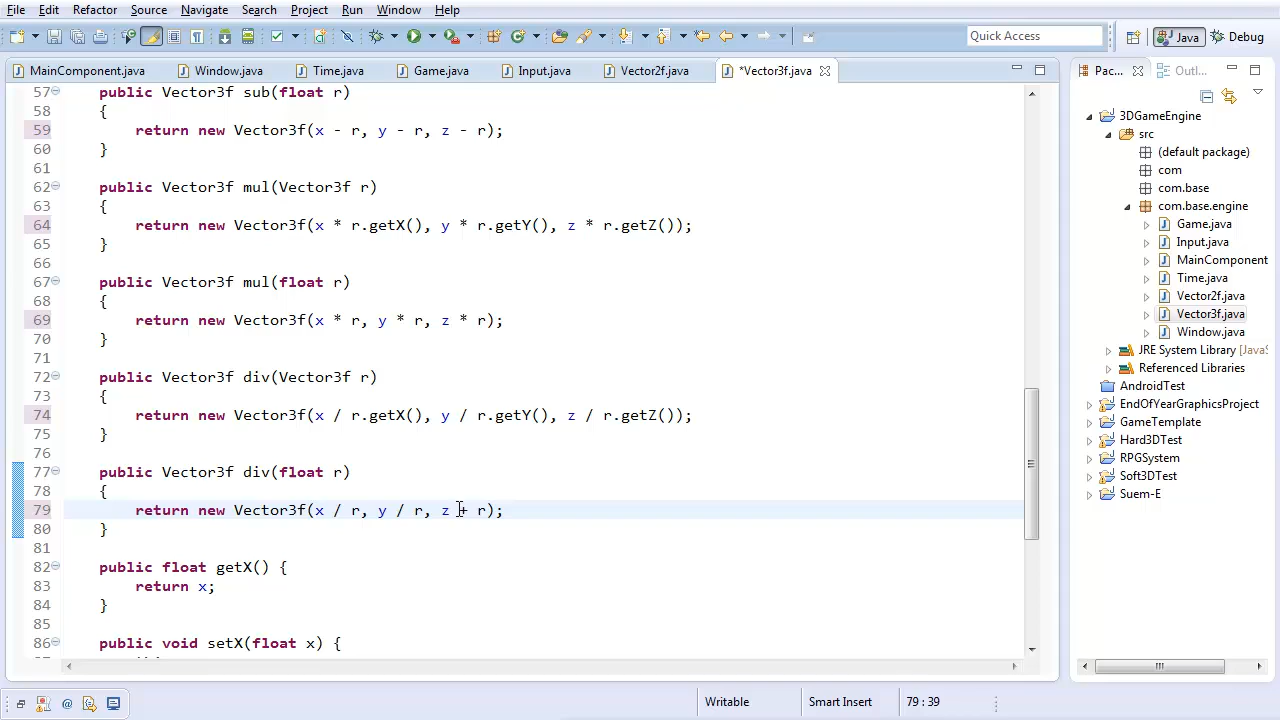 File Edit Refactor Source Navigate Search Project Run Window Help
Quick Access
Java
Debug
MainComponent.java
Window.java
Time.java
Game.java
Input.java
Vector2f.java
*Vector3f.java
Pac...
Outl...
57 public Vector3f sub(float r)
58 {
59 return new Vector3f(x - r, y - r, z - r);
60 }
61
62 public Vector3f mul(Vector3f r)
63 {
64 return new Vector3f(x * r.getX(), y * r.getY(), z * r.getZ());
65 }
66
67 public Vector3f mul(float r)
68 {
69 return new Vector3f(x * r, y * r, z * r);
70 }
71
72 public Vector3f div(Vector3f r)
73 {
74 return new Vector3f(x / r.getX(), y / r.getY(), z / r.getZ());
75 }
76
77 public Vector3f div(float r)
78 {
79 return new Vector3f(x / r, y / r, z + r);
80 }
81
82 public float getX() {
83 return x;
84 }
85
86 public void setX(float x) {
3DGameEngine
src
(default package)
com
com.base
com.base.engine
Game.java
Input.java
MainComponent
Time.java
Vector2f.java
Vector3f.java
Window.java
JRE System Library [JavaS
Referenced Libraries
AndroidTest
EndOfYearGraphicsProject
GameTemplate
Hard3DTest
RPGSystem
Soft3DTest
Suem-E
Writable
Smart Insert
79 : 39